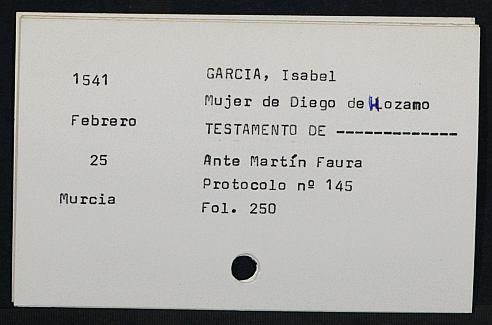 1541
GARCIA, Isabel
Mujer de Diego de Lozamo
Febrero
TESTAMENTO DE -------------
25
Ante Martín Faura
Protocolo nº 145
Murcia
Fol. 250